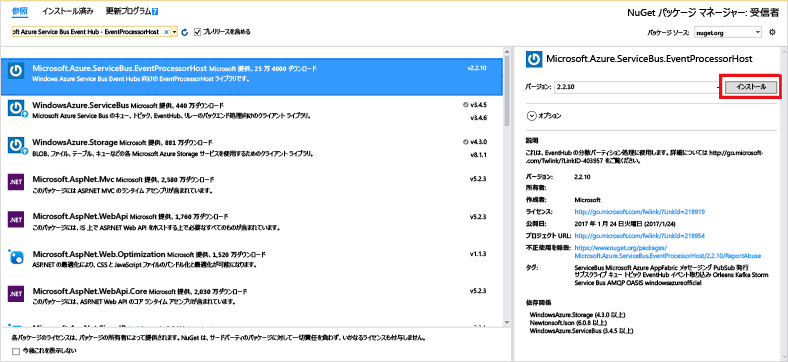 参照 インストール済み 更新プログラム
NuGet パッケージ マネージャー: 受信者
oft Azure Service Bus Event Hub - EventProcessorHost
プレリリースを含める
パッケージ ソース: nuget.org
Microsoft.Azure.ServiceBus.EventProcessorHost Microsoft 提供、25 万 4000 ダウンロード v2.2.10
Windows Azure Service Bus Event Hubs 向けの EventProcessorHost ライブラリです。
WindowsAzure.ServiceBus Microsoft 提供、440 万ダウンロード v3.4.5
Microsoft Azure Service Bus のキュー、トピック、EventHub、リレーのバックエンド処理向けのクライアント ライブラリ。 v3.4.6
WindowsAzure.Storage Microsoft 提供、881 万ダウンロード v4.3.0
BLOB、ファイル、テーブル、キューなどの各 Microsoft Azure Storage サービスを使用するためのクライアント ライブラリ。 v8.1.1
.NET
Microsoft.AspNet.Mvc Microsoft 提供、2,580 万ダウンロード v5.2.3
このパッケージには ASP.NET MVC のランタイム アセンブリが含まれています。
.NET
Microsoft.AspNet.WebApi Microsoft 提供、1,760 万ダウンロード v5.2.3
このパッケージには、IS 上で ASP.NET Web API をホストする上で必要なすべてのものが含まれています。
Microsoft.AspNet.Web.Optimization Microsoft 提供、1,520 万ダウンロード v1.1.3
ASP.NET の最適化により、CSS と JavaScript ファイルのバンドル化と最適化が可能になります。
.NET
Microsoft.AspNet.WebApi.Core Microsoft 提供、2,030 万ダウンロード v5.2.3
このパッケージには、ASP.NET Web API のコア ランタイム アセンブリが含まれています。
各パッケージのライセンスは、パッケージの所有者によって提供されます。NuGet は、サードパーティのパッケージに対して一切責任を負わず、いかなるライセンスも付与しません。
今後これを表示しない
Microsoft.Azure.ServiceBus.EventProcessorHost
バージョン: 2.2.10 インストール
オプション
説明
これは、EventHub の分散パーティション処理に使用します。詳細については http://go.microsoft-
.com/fwlink/?LinkID=403957 をご覧ください。
バージョン: 2.2.10
所有者:
作成者: Microsoft
ライセンス: http://go.microsoft.com/fwlink/?LinkId=218919
公開日: 2017 年 1 月 24 日火曜日 (2017/1/24)
プロジェクト URL: http://go.microsoft.com/fwlink/?LinkId=218954
不正使用を報告: https://www.nuget.org/packages/
Microsoft.Azure.ServiceBus.EventProcessorHost/2.2.10/ReportAbuse
タグ: ServiceBus Microsoft Azure AppFabric メッセージング PubSub 発行
サブスクライブ キュー トピック EventHub イベント取り込み Orleans Kafka Storm
Service Bus AMQP OASIS windowsazureofficial
依存関係
WindowsAzure.Storage (4.3.0 以上)
Newtonsoft.Json (6.0.8 以上)
WindowsAzure.ServiceBus (3.4.5 以上)